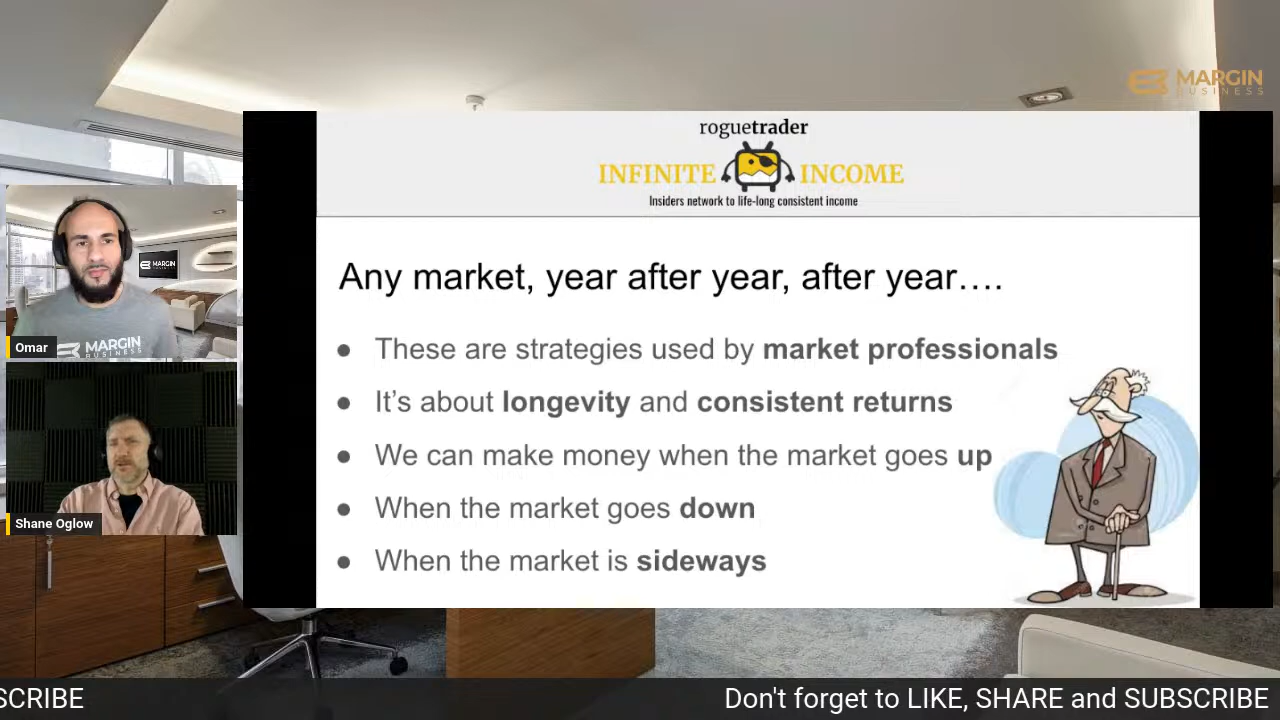 MARGIN
BUSINESS
roguetrader
INFINITE INCOME
Insiders network to life-long consistent income
Any market, year after year, after year….
● These are strategies used by market professionals
● It’s about longevity and consistent returns
● We can make money when the market goes up
● When the market goes down
● When the market is sideways
MARGIN
BUSINESS
Omar
MARGIN
BUSINESS
Shane Oglow
SCRIBE
Don't forget to LIKE, SHARE and SUBSCRIBE